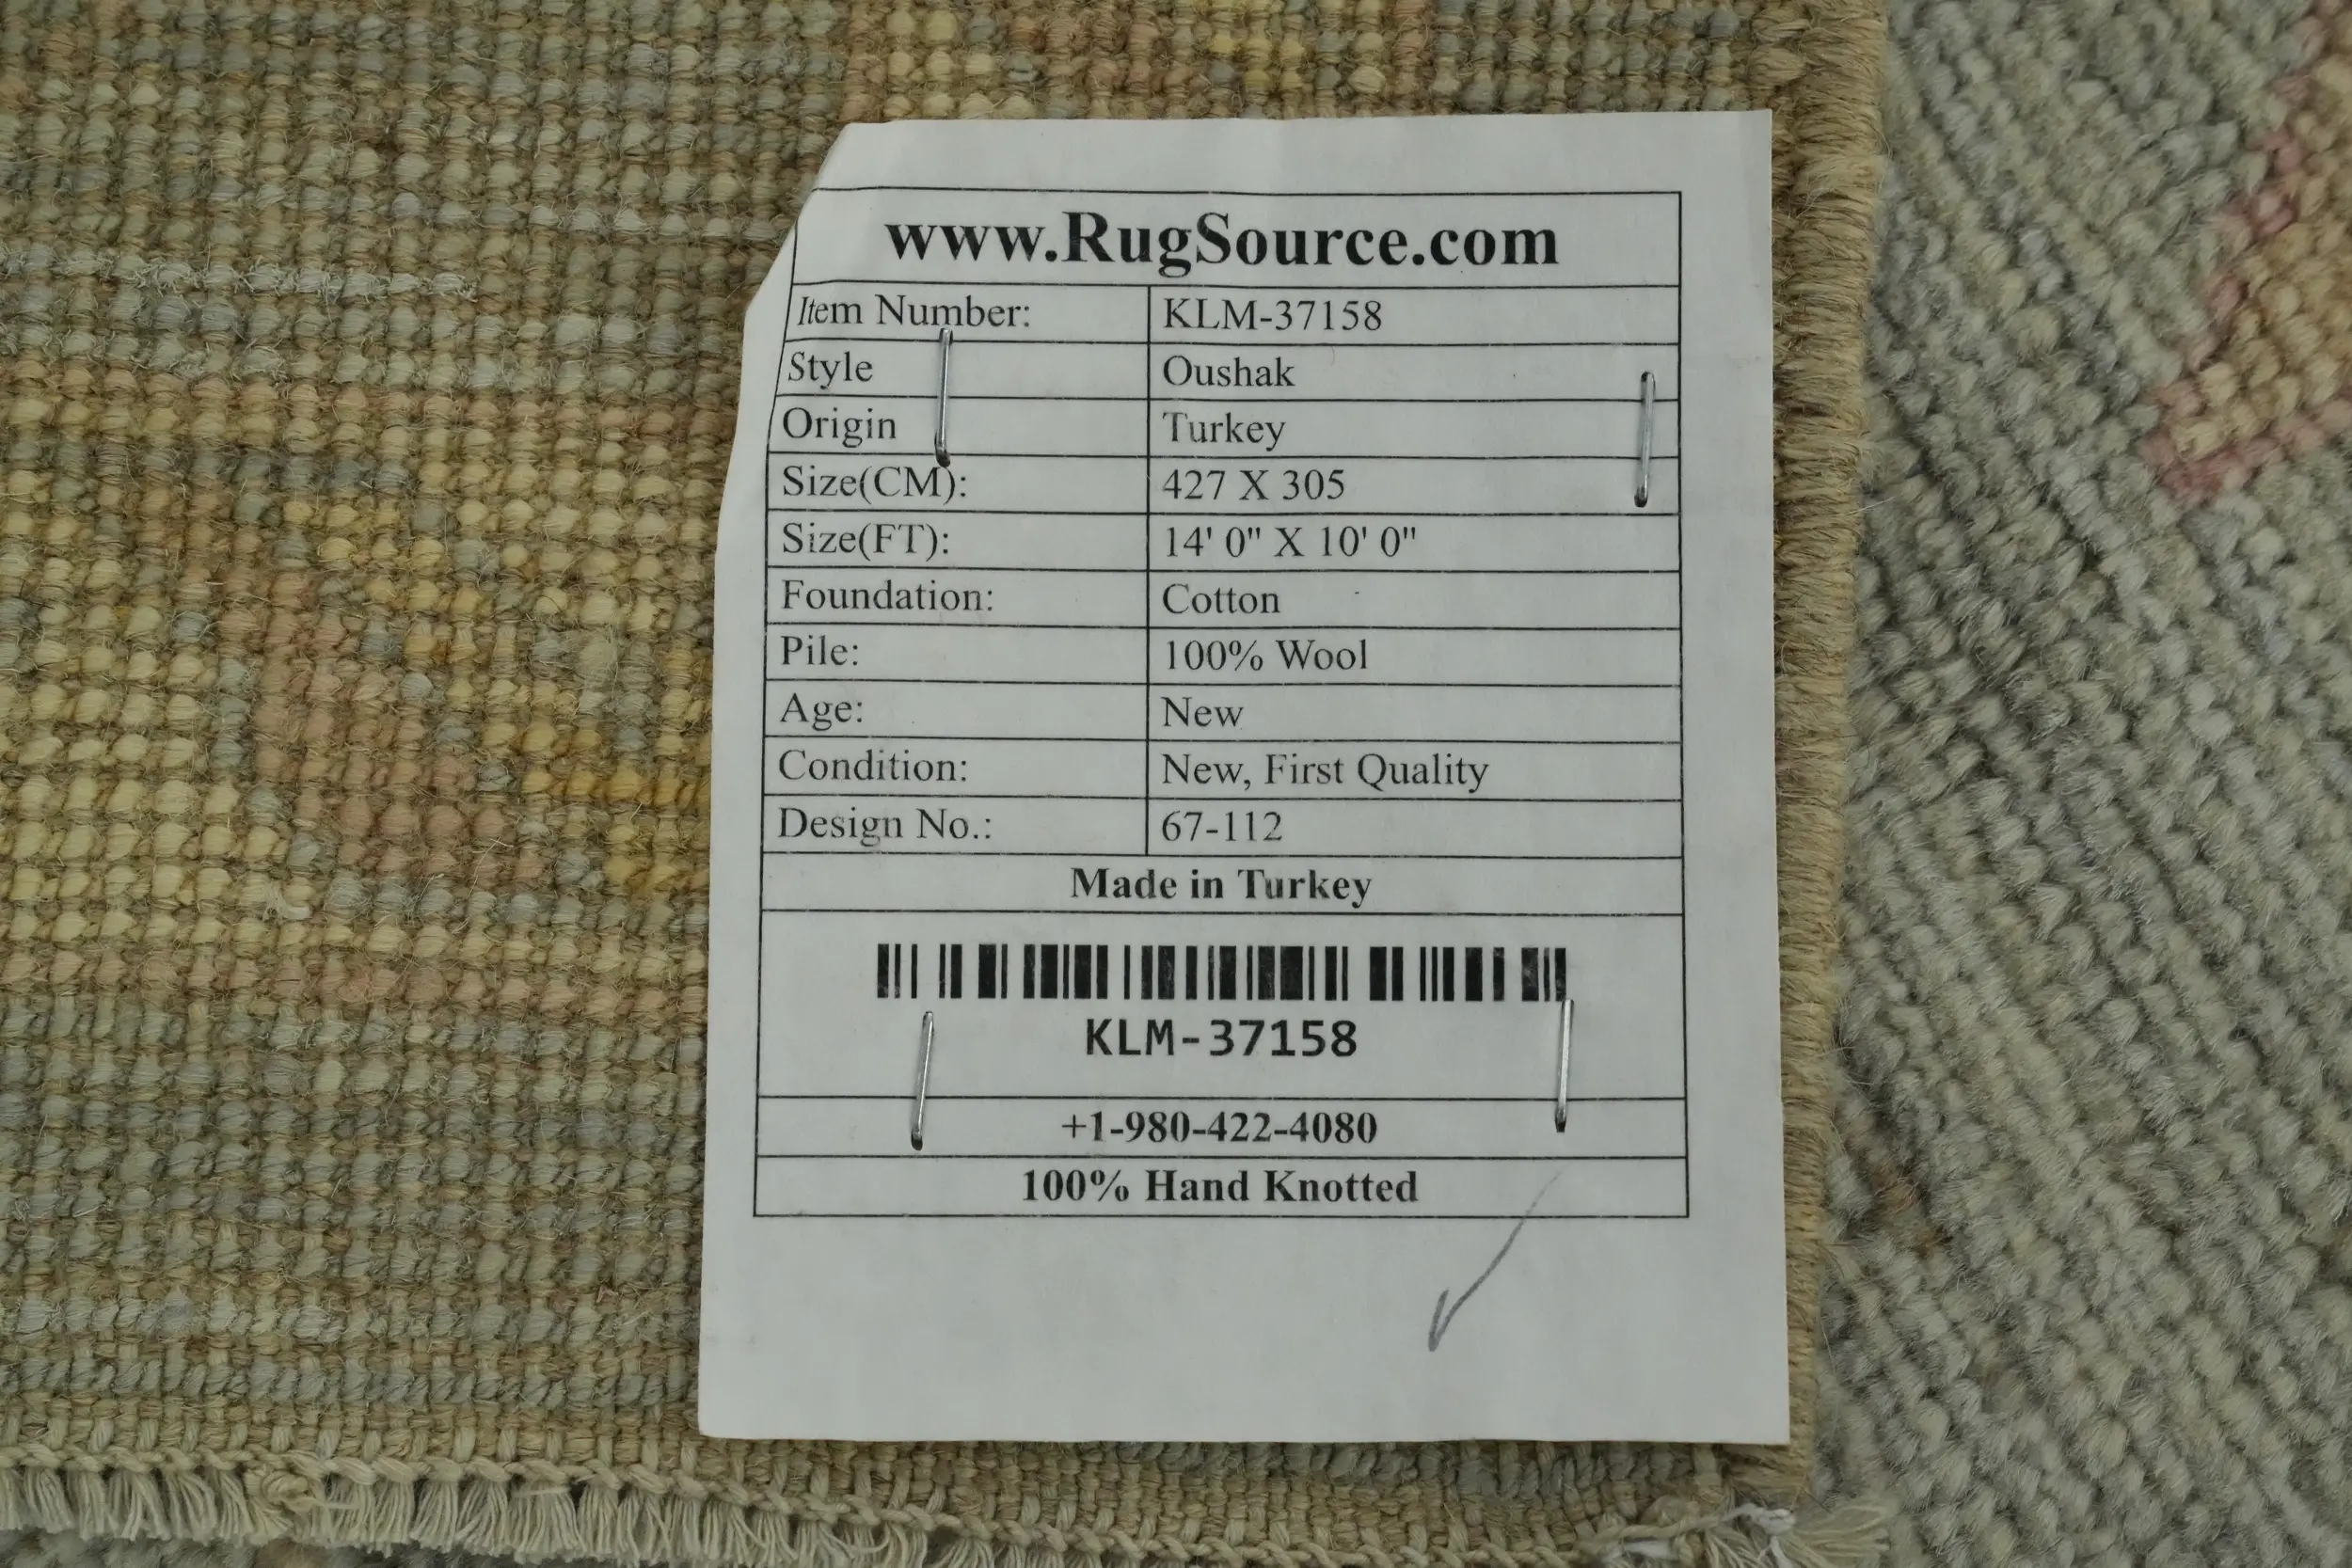 www.RugSource.com
Item Number: KLM-37158
Style Oushak
Origin Turkey
Size(CM): 427 X 305
Size(FT): 14' 0" X 10' 0"
Foundation: Cotton
Pile: 100% Wool
Age: New
Condition: New, First Quality
Design No.: 67-112
Made in Turkey
KLM-37158
+1-980-422-4080
100% Hand Knotted